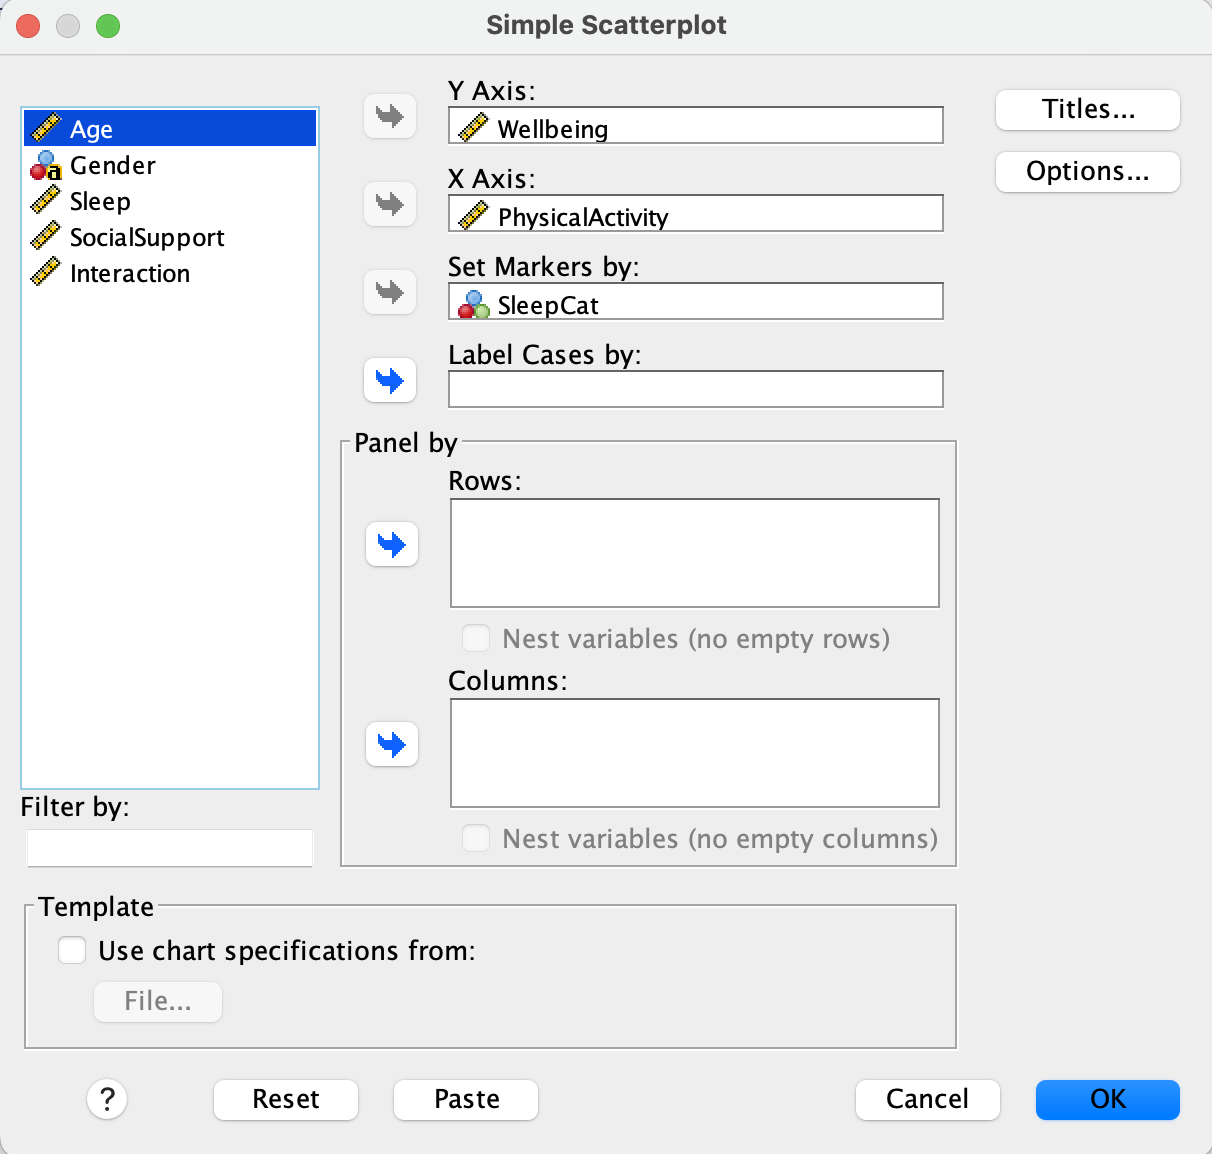 Simple Scatterplot
Age
Gender
Sleep
SocialSupport
Interaction
Filter by:
Y Axis:
Wellbeing
X Axis:
PhysicalActivity
Set Markers by:
SleepCat
Label Cases by:
Panel by
Rows:
Nest variables (no empty rows)
Columns:
Nest variables (no empty columns)
Titles...
Options...
Template
Use chart specifications from:
File...
?
Reset
Paste
Cancel
OK